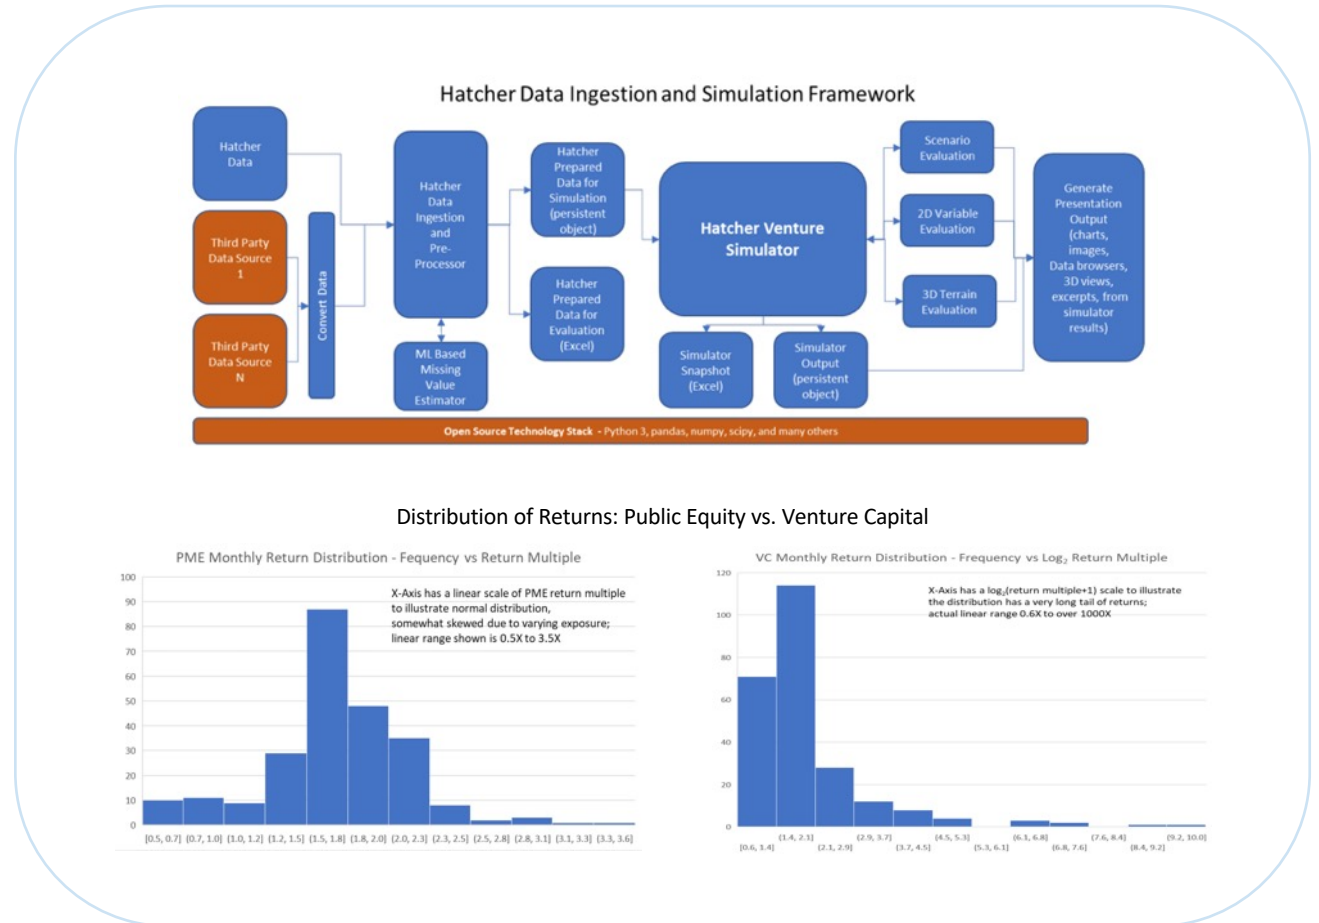 Hatcher Data Ingestion and Simulation Framework
Hatcher
Data
Third Party
Data Source
1
Third Party
Data Source
N
Convert Data
Hatcher
Data
Ingestion
and
Pre-
Processor
ML Based
Missing
Value
Estimator
Hatcher
Prepared
Data for
Simulation
(persistent
object)
Hatcher
Prepared
Data for
Evaluation
(Excel)
Hatcher Venture
Simulator
Simulator
Snapshot
(Excel)
Simulator
Output
(persistent
object)
Scenario
Evaluation
2D Variable
Evaluation
3D Terrain
Evaluation
Generate
Presentation
Output
(charts,
images,
Data browsers,
3D views,
excerpts, from
simulator
results)
Open Source Technology Stack - Python 3, pandas, numpy, scipy, and many others
Distribution of Returns: Public Equity vs. Venture Capital
PME Monthly Return Distribution - Fequency vs Return Multiple
X-Axis has a linear scale of PME return multiple
to illustrate normal distribution,
somewhat skewed due to varying exposure;
linear range shown is 0.5X to 3.5X
100
90
80
70
60
50
40
30
20
10
0
[0.5, 0.7] (0.7, 1.0] (1.0, 1.2] (1.2, 1.5] (1.5, 1.8] (1.8, 2.0] (2.0, 2.3] (2.3, 2.5] (2.5, 2.8] (2.8, 3.1] (3.1, 3.3] (3.3, 3.6]
VC Monthly Return Distribution - Frequency vs Log₂ Return Multiple
X-Axis has a log₂(return multiple+1) scale to illustrate
the distribution has a very long tail of returns;
actual linear range 0.6X to over 1000X
120
100
80
60
40
20
0
(1.4, 2.1] (2.9, 3.7] (4.5, 5.3] (6.1, 6.8] (7.6, 8.4] (9.2, 10.0]
[0.6, 1.4] (2.1, 2.9] (3.7, 4.5] (5.3, 6.1] (6.8, 7.6] (8.4, 9.2]